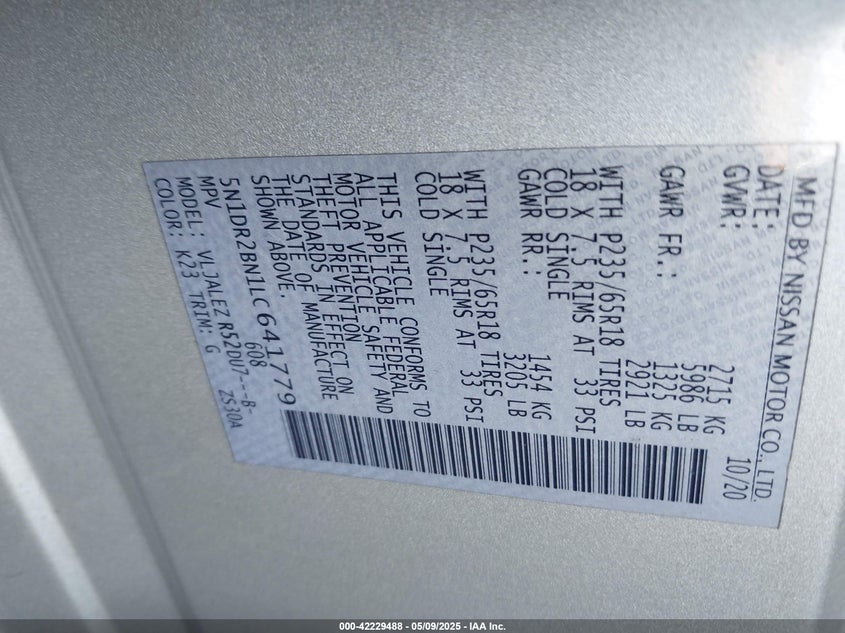 MFD BY NISSAN MOTOR CO., LTD.
DATE: 10/20
GVWR: 2715 KG
5986 LB
GAWR FR.: 1325 KG
2921 LB
WITH P235/65R18 TIRES
18 X 7.5 RIMS AT 33 PSI
COLD SINGLE
GAWR RR.: 1454 KG
3205 LB
WITH P235/65R18 TIRES
18 X 7.5 RIMS AT 33 PSI
COLD SINGLE
THIS VEHICLE CONFORMS TO
ALL APPLICABLE FEDERAL
MOTOR VEHICLE SAFETY AND
THEFT PREVENTION
STANDARDS IN EFFECT ON
THE DATE OF MANUFACTURE
SHOWN ABOVE.
5N1DR2BN1LC641779
MPV 608
MODEL: VLJALEZ R52DU7---B-
COLOR: K23 TRIM: G ZS30A
000-42229488 - 05/09/2025 - IAA Inc.